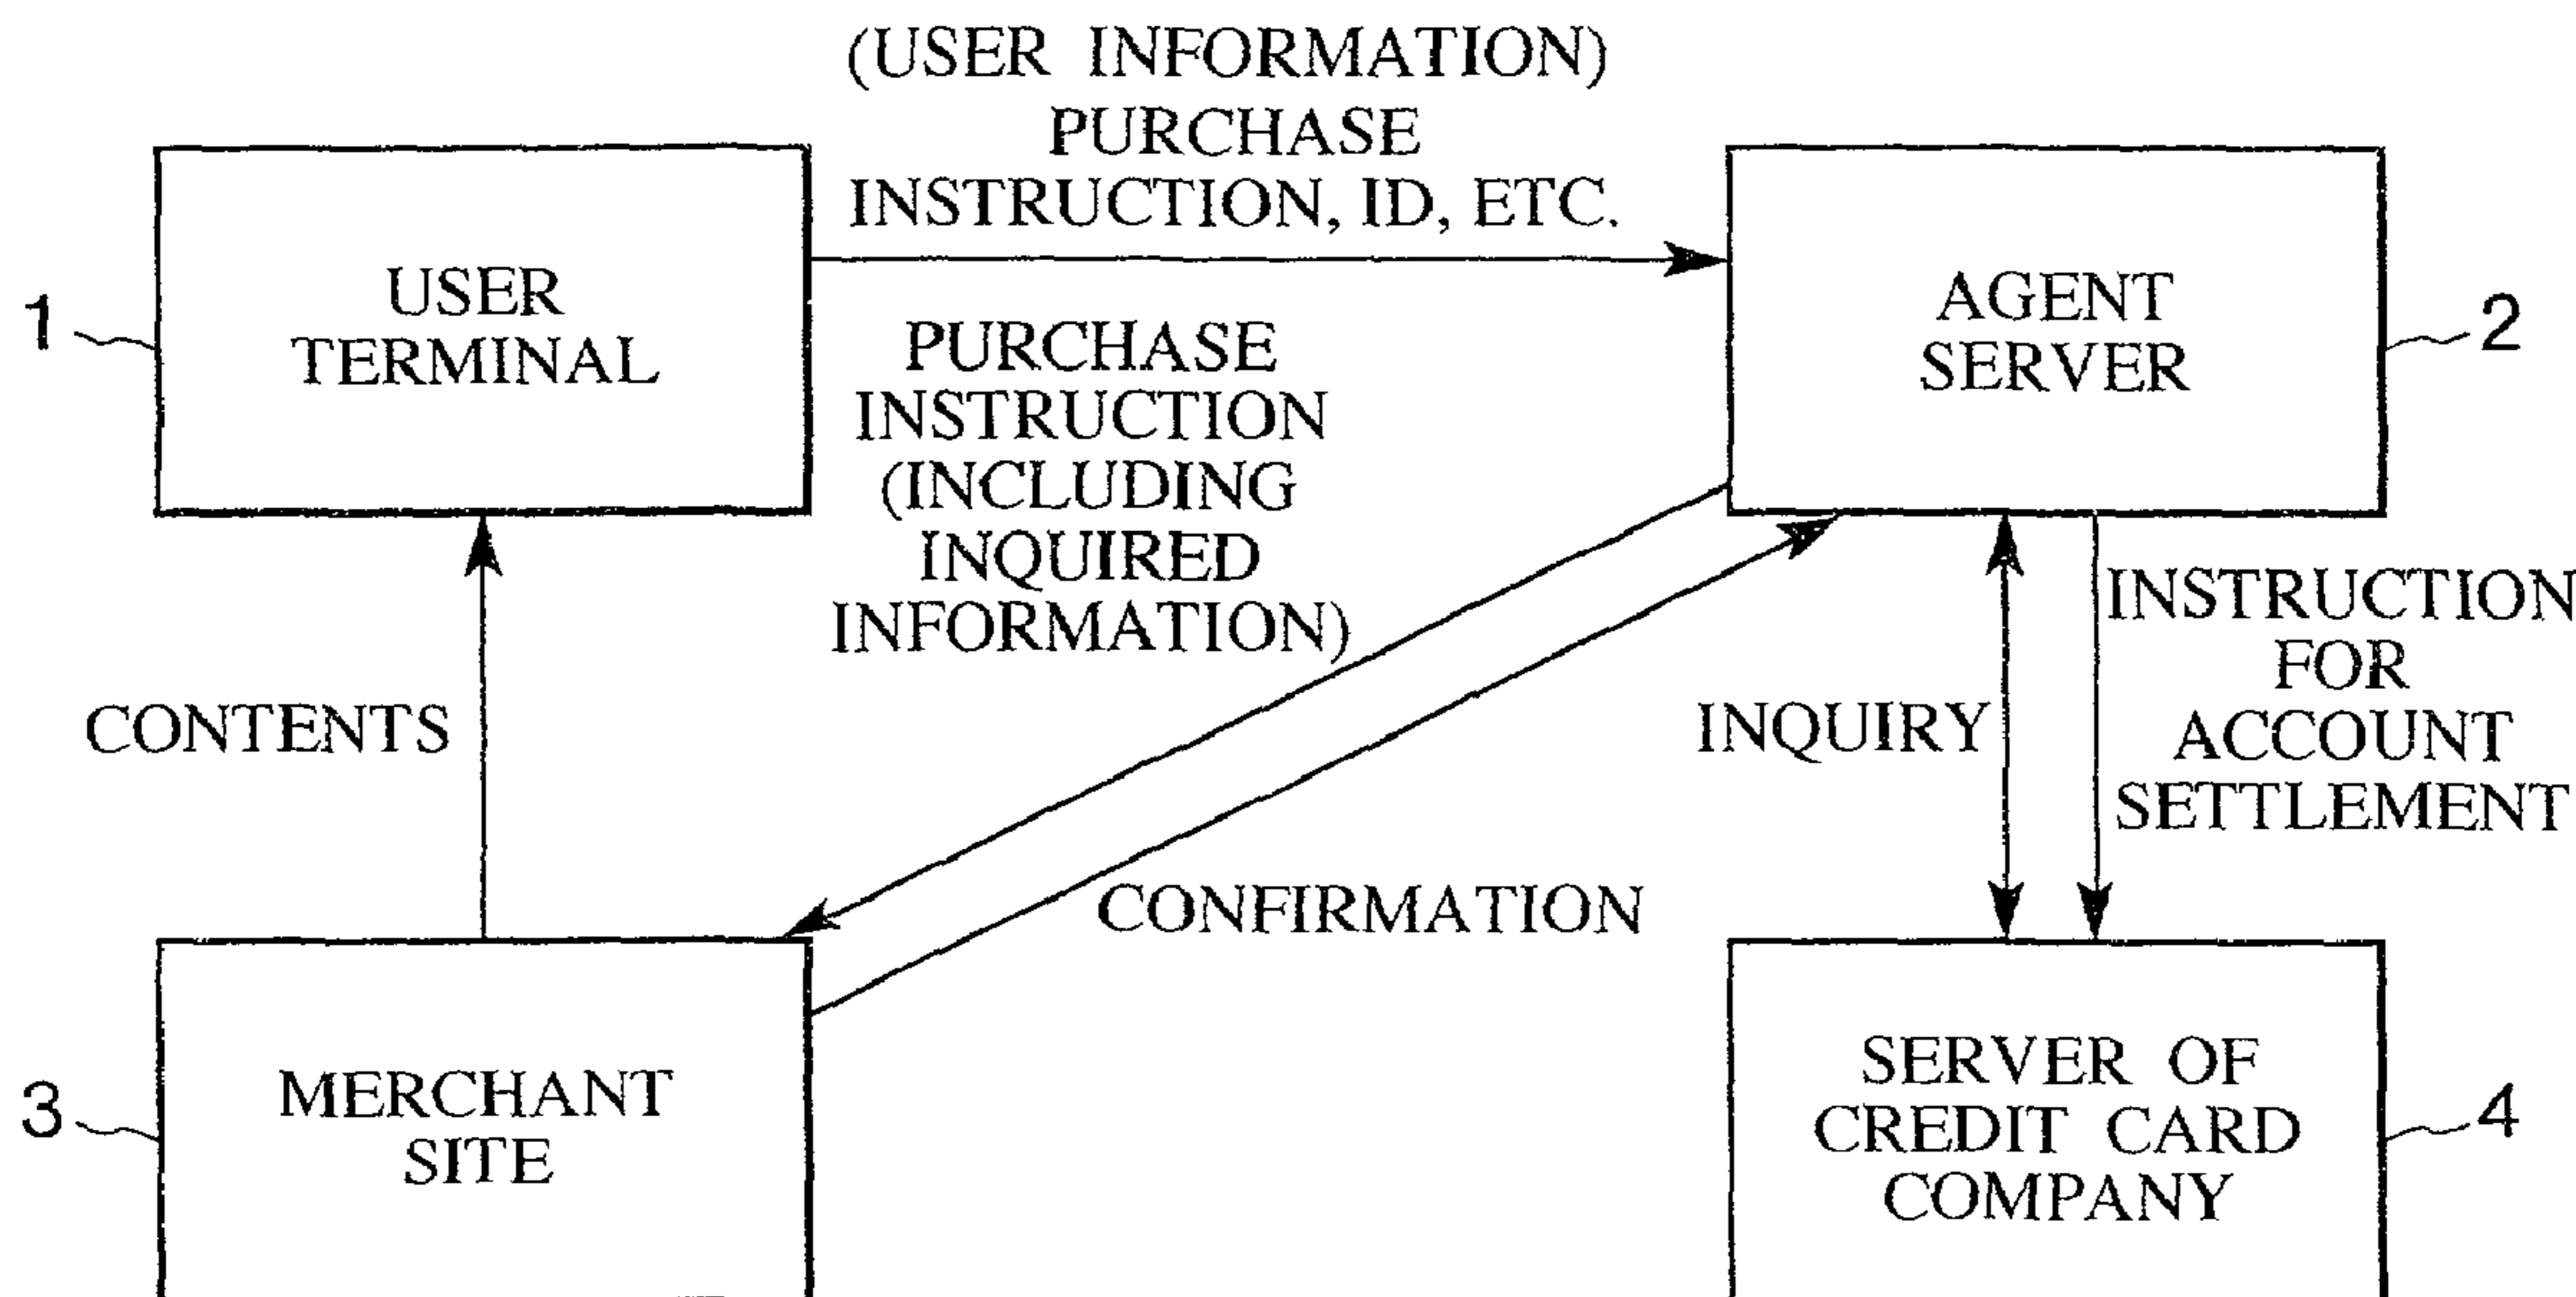 (USER INFORMATION)
PURCHASE
INSTRUCTION, ID, ETC.
1
USER
TERMINAL
AGENT
SERVER
2
PURCHASE
INSTRUCTION
(INCLUDING
INQUIRED
INFORMATION)
CONTENTS
INQUIRY
INSTRUCTION
FOR
ACCOUNT
SETTLEMENT
CONFIRMATION
3
MERCHANT
SITE
SERVER OF
CREDIT CARD
COMPANY
4